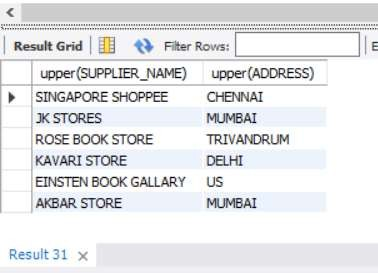 Result Grid Filter Rows: E
upper(SUPPLIER_NAME) upper(ADDRESS)
SINGAPORE SHOPPEE CHENNAI
JK STORES MUMBAI
ROSE BOOK STORE TRIVANDRUM
KAVARI STORE DELHI
EINSTEN BOOK GALLARY US
AKBAR STORE MUMBAI
Result 31 ×